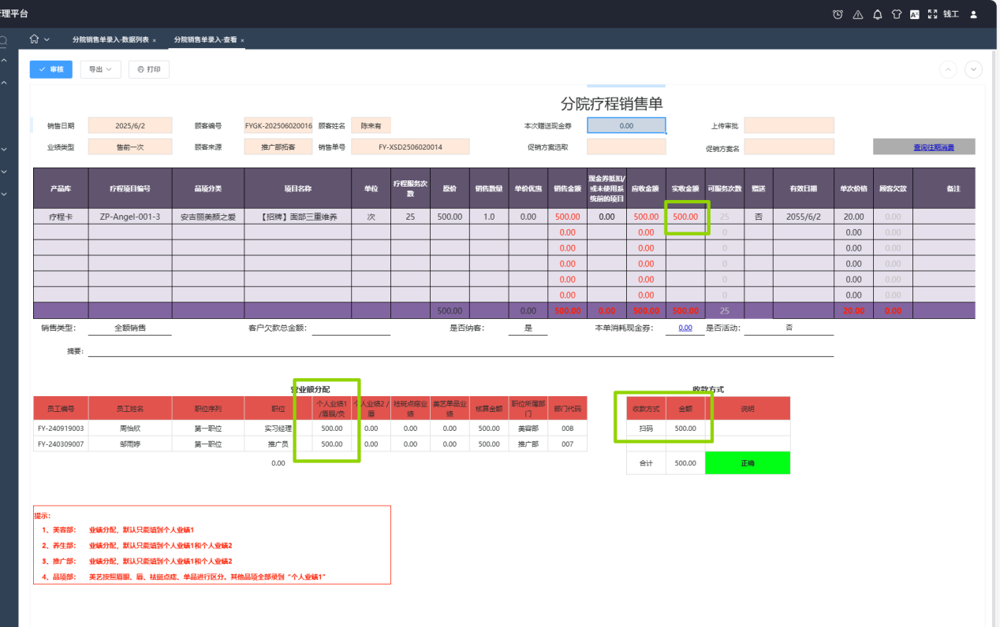 管理平台 钱工
分院销售单录入-数据列表 × 分院销售单录入-查看 ×
审核 导出 打印
分院疗程销售单
销售日期 2025/6/2 顾客编号 FYGK-202506020016 顾客姓名 陈来有 本次赠送现金券 0.00 上传审批
业绩类型 售前一次 顾客来源 推广部拓客 销售单号 FY-XSD2506020014 促销方案选取 促销方案名 查询往期消费
产品库 疗程项目编号 品项分类 项目名称 单位 疗程服务次数 原价 销售数量 单价优惠 销售金额 现金券抵扣/或未使用系统前的项目 应收金额 实收金额 可服务次数 赠送 有效日期 单次价格 顾客欠款 备注
疗程卡 ZP-Angel-001-3 安吉丽美颜之爱 【招牌】面部三重维养 次 25 500.00 1.0 0.00 500.00 0.00 500.00 500.00 25 否 2055/6/2 20.00 0.00
0.00 0.00 0 0.00 0.00
0.00 0.00 0 0.00 0.00
0.00 0.00 0 0.00 0.00
0.00 0.00 0 0.00 0.00
0.00 0.00 0 0.00 0.00
500.00 0.00 500.00 0.00 500.00 500.00 25 20.00 0.00
销售类型: 全额销售 客户欠款总金额: 是否纳客: 是 本单消耗现金券: 0.00 是否活动: 否
摘要:
营业额分配 收款方式
员工编号 员工姓名 职位序列 职位 个人业绩1/眉眼/壳 个人业绩2 / 唇 祛斑点痣业绩 美艺单品业绩 核算金额 职位所属部门 部门代码 收款方式 金额 说明
FY-240919003 周怡欣 第一职位 实习经理 500.00 0.00 0.00 0.00 500.00 美容部 008 扫码 500.00
FY-240309007 邹雨婷 第一职位 推广员 500.00 0.00 0.00 0.00 500.00 推广部 007
0.00 合计 500.00 正确
提示:
1、美容部: 业绩分配, 默认只能填到个人业绩1
2、养生部: 业绩分配, 默认只能填到个人业绩1和个人业绩2
3、推广部: 业绩分配, 默认只能填到个人业绩1和个人业绩2
4、品项部: 美艺按照眉眼、唇、祛斑点痣、单品进行区分。其他品项全部录到“个人业绩1”